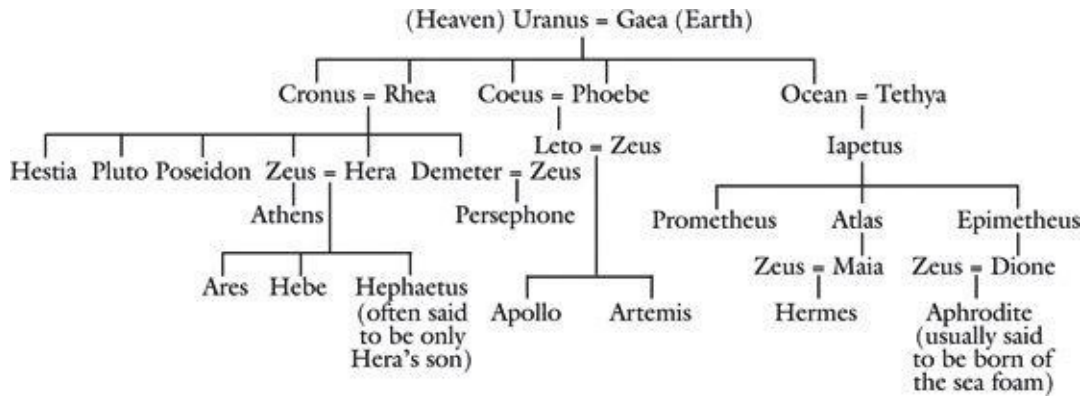 (Heaven) Uranus = Gaea (Earth)
Cronus = Rhea Coeus = Phoebe Ocean = Tethya
Leto = Zeus Iapetus
Hestia Pluto Poseidon Zeus = Hera Demeter = Zeus
Athens Persephone Prometheus Atlas Epimetheus
Zeus = Maia Zeus = Dione
Ares Hebe Hephaetus
(often said
to be only
Hera's son)
Apollo Artemis Hermes Aphrodite
(usually said
to be born of
the sea foam)